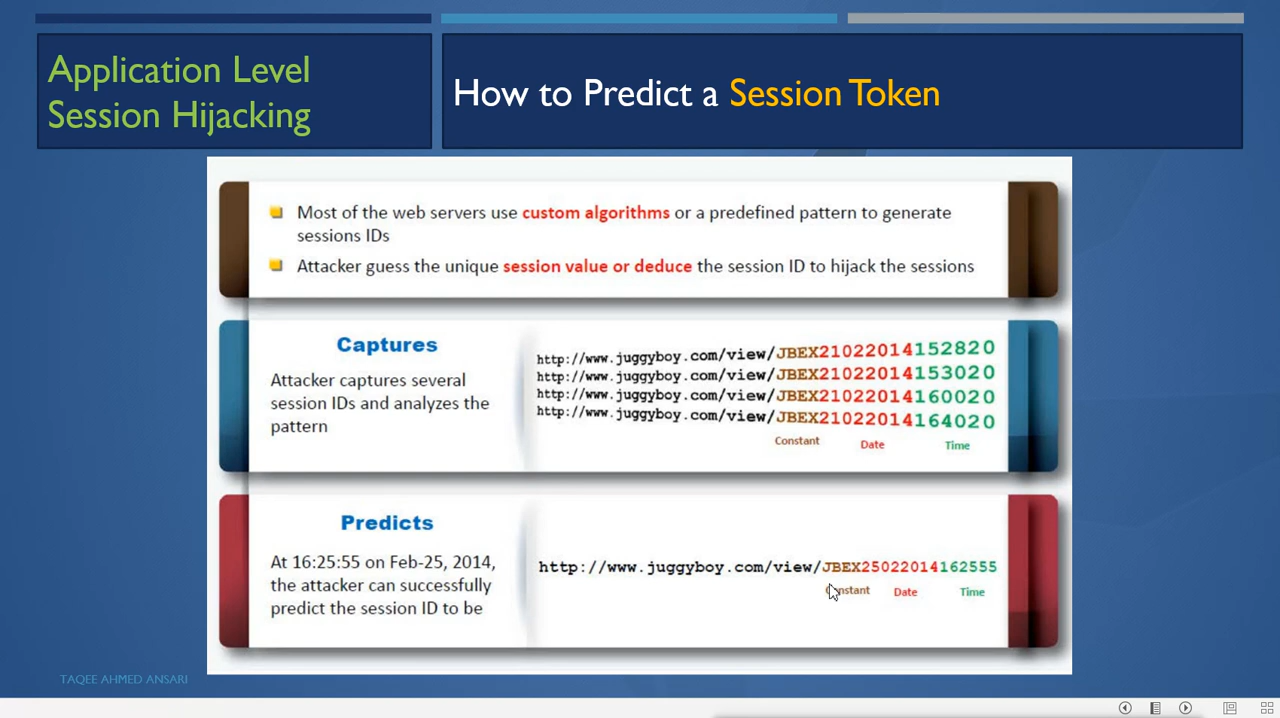 Application Level
Session Hijacking
How to Predict a Session Token
Most of the web servers use custom algorithms or a predefined pattern to generate
sessions IDs
Attacker guess the unique session value or deduce the session ID to hijack the sessions
Captures
Attacker captures several
session IDs and analyzes the
pattern
http://www.juggyboy.com/view/JBEX21022014152820
http://www.juggyboy.com/view/JBEX21022014153020
http://www.juggyboy.com/view/JBEX21022014160020
http://www.juggyboy.com/view/JBEX21022014164020
Constant Date Time
Predicts
At 16:25:55 on Feb-25, 2014,
the attacker can successfully
predict the session ID to be
http://www.juggyboy.com/view/JBEX25022014162555
Constant Date Time
TAQEE AHMED ANSARI